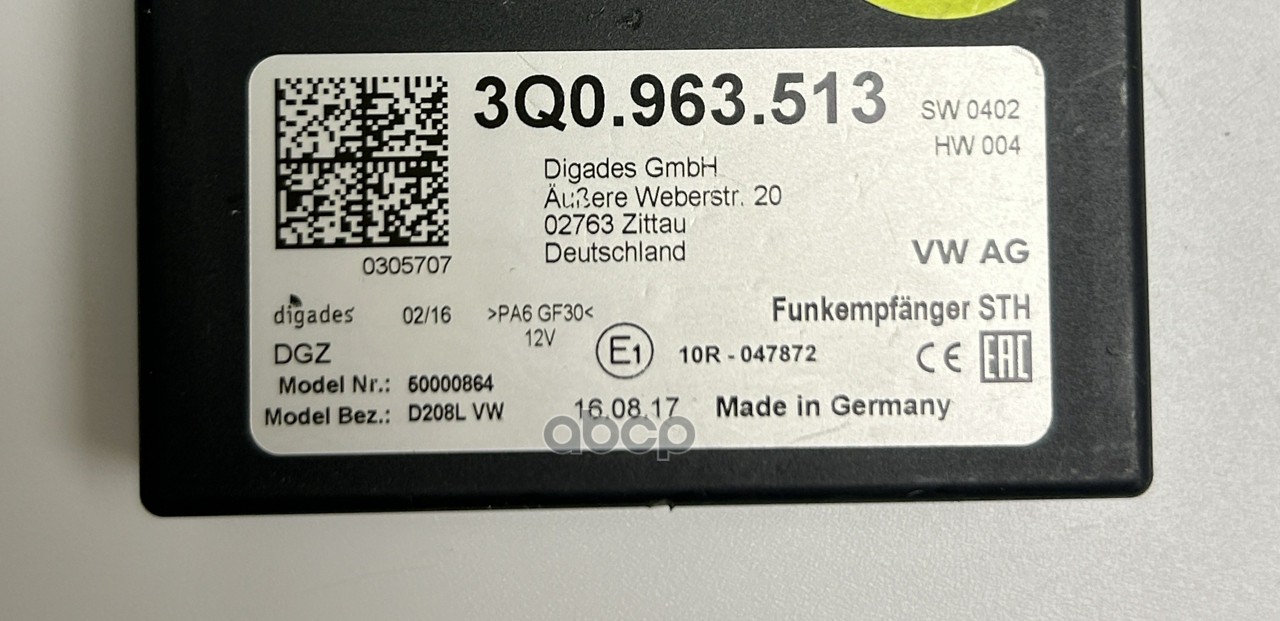 3Q0.963.513
SW 0402
HW 004
Digades GmbH
Äußere Weberstr. 20
02763 Zittau
Deutschland
0305707
VW AG
digades 02/16 >PA6 GF30<
12V
Funkempfänger STH
DGZ
E1 10R - 047872
CE EAC
Model Nr.: 50000864
Model Bez.: D208L VW
16.08.17 Made in Germany
abcp